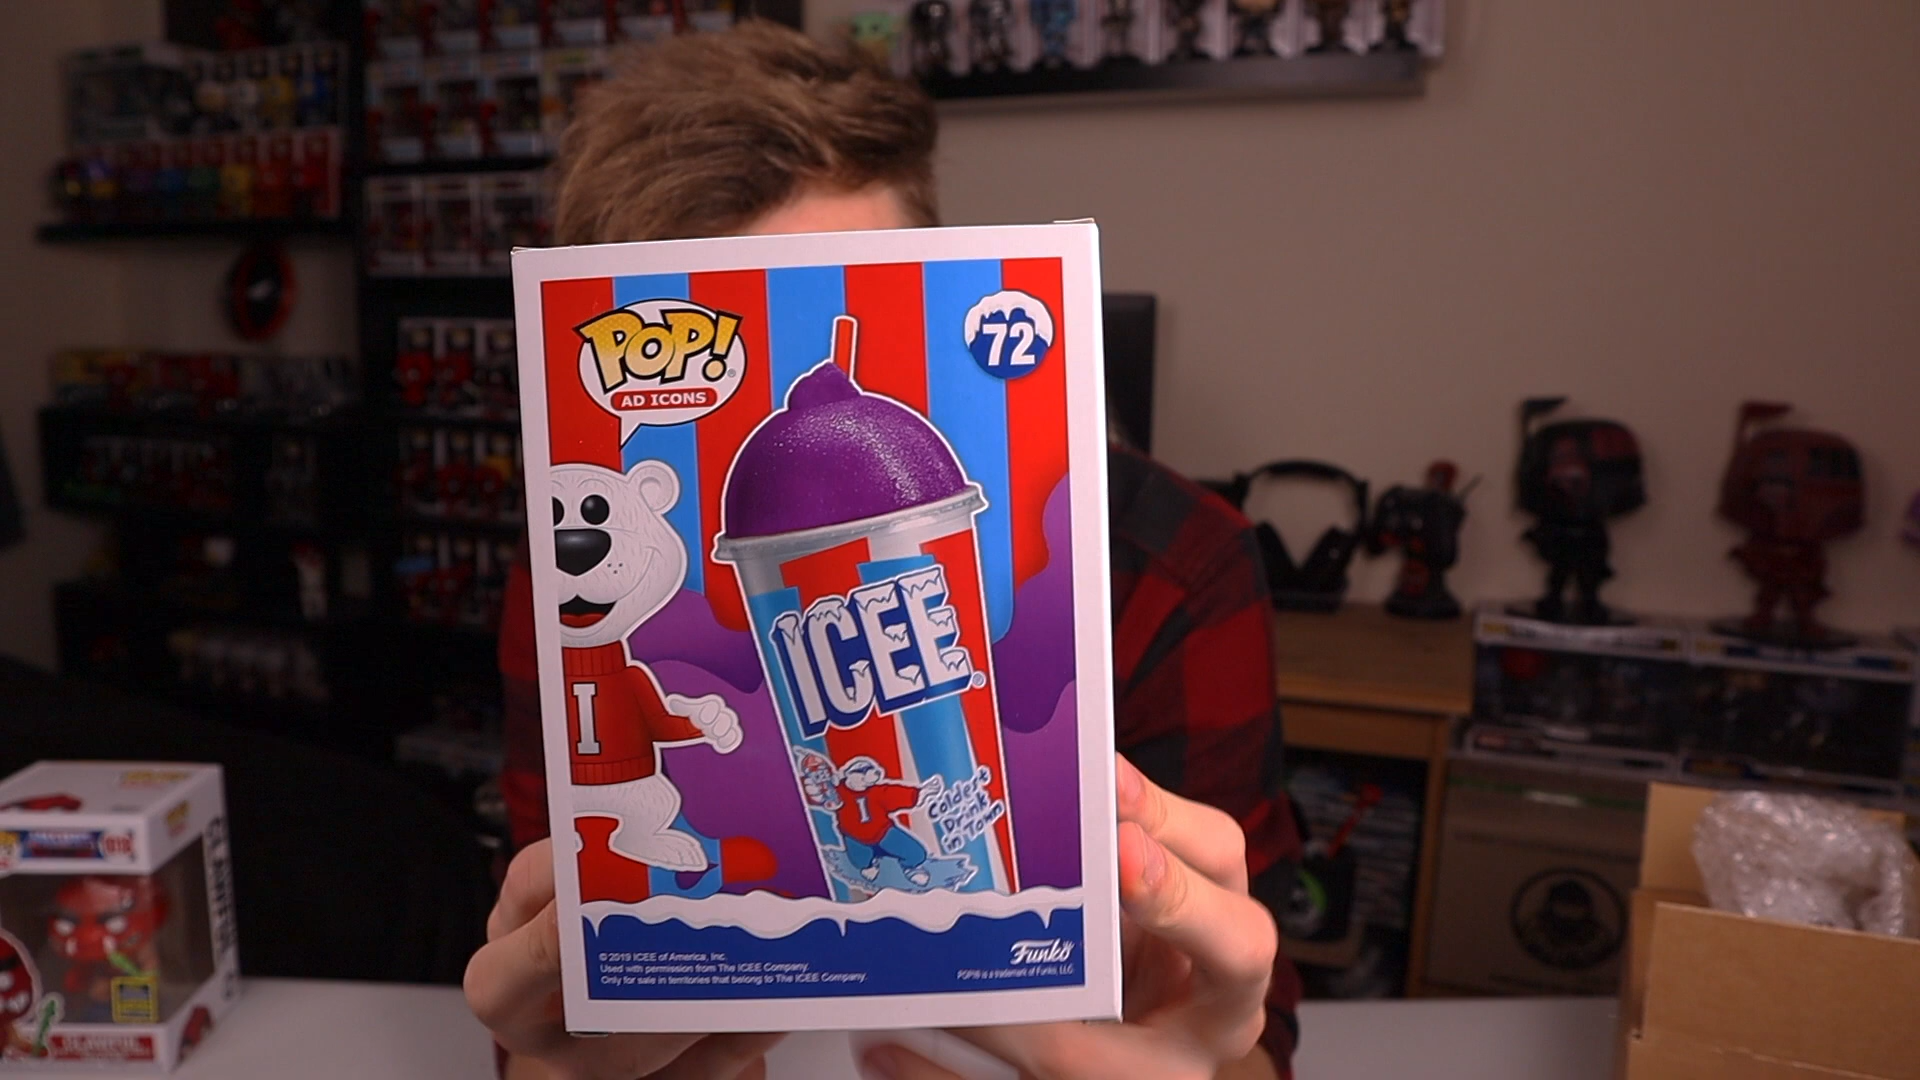 POP!®
AD ICONS
72
ICEE®
I
I
Coldest
Drink
in Town
© 2019 ICEE of America, Inc.
Used with permission from The ICEE Company.
Only for sale in territories that belong to The ICEE Company.
Funko
POP!® is a trademark of Funko, LLC